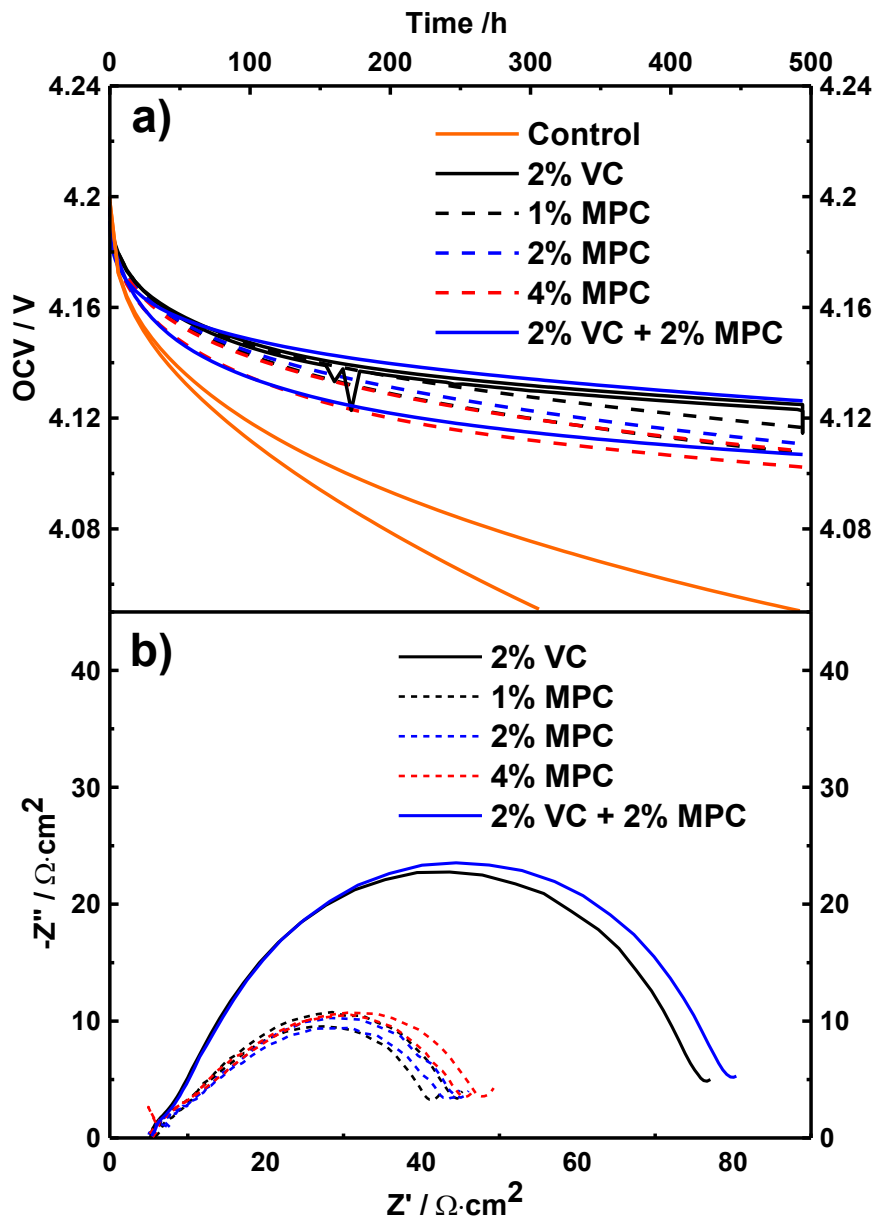 Time /h
0 100 200 300 400 500
4.24 4.24
a)
Control
2% VC
1% MPC
2% MPC
4% MPC
2% VC + 2% MPC
4.2 4.2
4.16 4.16
4.12 4.12
4.08 4.08
OCV / V
b)
2% VC
1% MPC
2% MPC
4% MPC
2% VC + 2% MPC
40 40
30 30
20 20
10 10
0 0
-Z'' / Ω·cm²
0 20 40 60 80
Z' / Ω·cm²